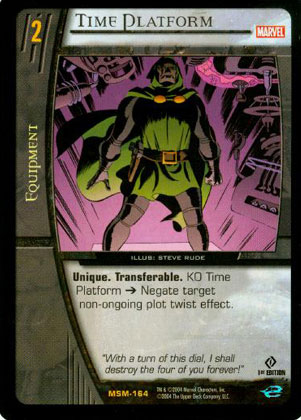 2
TIME PLATFORM
MARVEL
EQUIPMENT
ILLUS: STEVE RUDE
Unique. Transferable. KO Time
Platform ➔ Negate target
non-ongoing plot twist effect.
"With a turn of this dial, I shall
destroy the four of you forever!"
1st EDITION
MSM-164
TM & ©2004 Marvel Characters, Inc.
©2004 The Upper Deck Company, LLC.